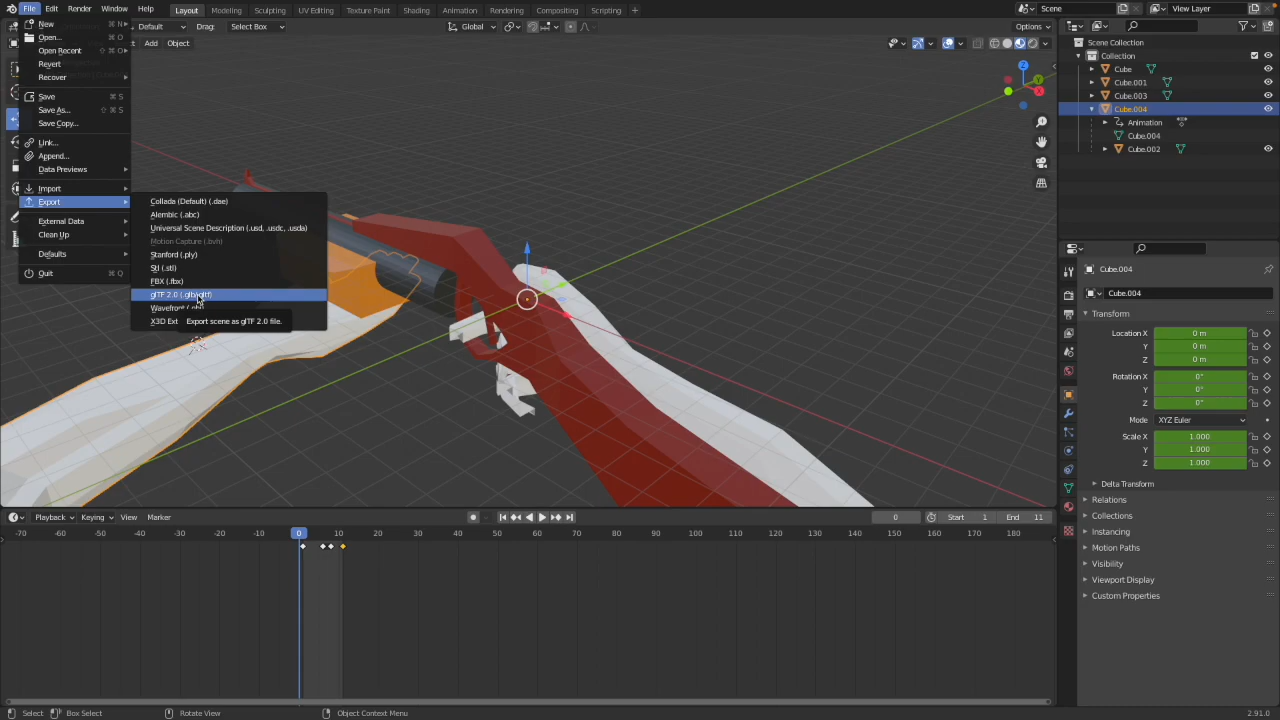 File Edit Render Window Help Layout Modeling Sculpting UV Editing Texture Paint Shading Animation Rendering Compositing Scripting + Scene View Layer
Default Drag: Select Box Global Options
Add Object
New ⌘ N
Open... ⌘ O
Open Recent ⇧ ⌘ O
Revert
Recover
Save ⌘ S
Save As... ⇧ ⌘ S
Save Copy...
Link...
Append...
Data Previews
Import
Export
External Data
Clean Up
Defaults
Quit ⌘ Q
Collada (Default) (.dae)
Alembic (.abc)
Universal Scene Description (.usd, .usdc, .usda)
Motion Capture (.bvh)
Stanford (.ply)
Stl (.stl)
FBX (.fbx)
glTF 2.0 (.glb/.gltf)
Wavefront (.obj)
X3D Ext
Export scene as glTF 2.0 file.
Z
Y
X
Scene Collection
Collection
Cube
Cube.001
Cube.003
Cube.004
Animation
Cube.004
Cube.002
Cube.004
Cube.004
Transform
Location X 0 m
Y 0 m
Z 0 m
Rotation X 0°
Y 0°
Z 0°
Mode XYZ Euler
Scale X 1.000
Y 1.000
Z 1.000
Delta Transform
Relations
Collections
Instancing
Motion Paths
Visibility
Viewport Display
Custom Properties
Playback Keying View Marker 0 Start 1 End 11
-70 -60 -50 -40 -30 -20 -10 0 10 20 30 40 50 60 70 80 90 100 110 120 130 140 150 160 170 180
Select Box Select Rotate View Object Context Menu 2.91.0